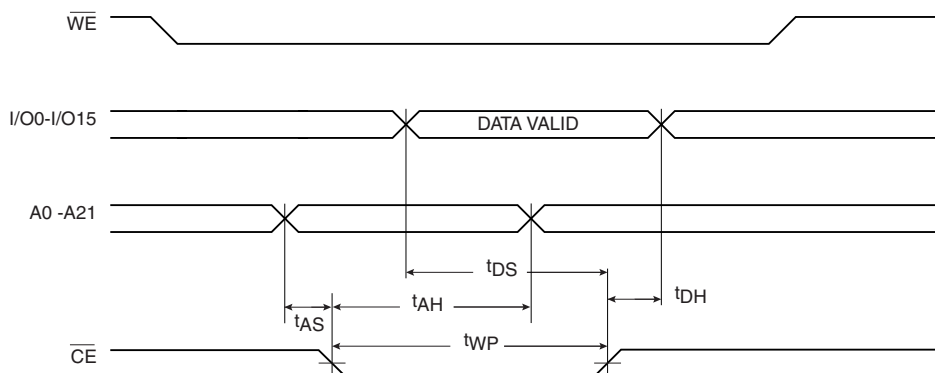 WE
I/O0-I/O15
DATA VALID
A0 -A21
tDS
tDH
tAS
tAH
tWP
CE